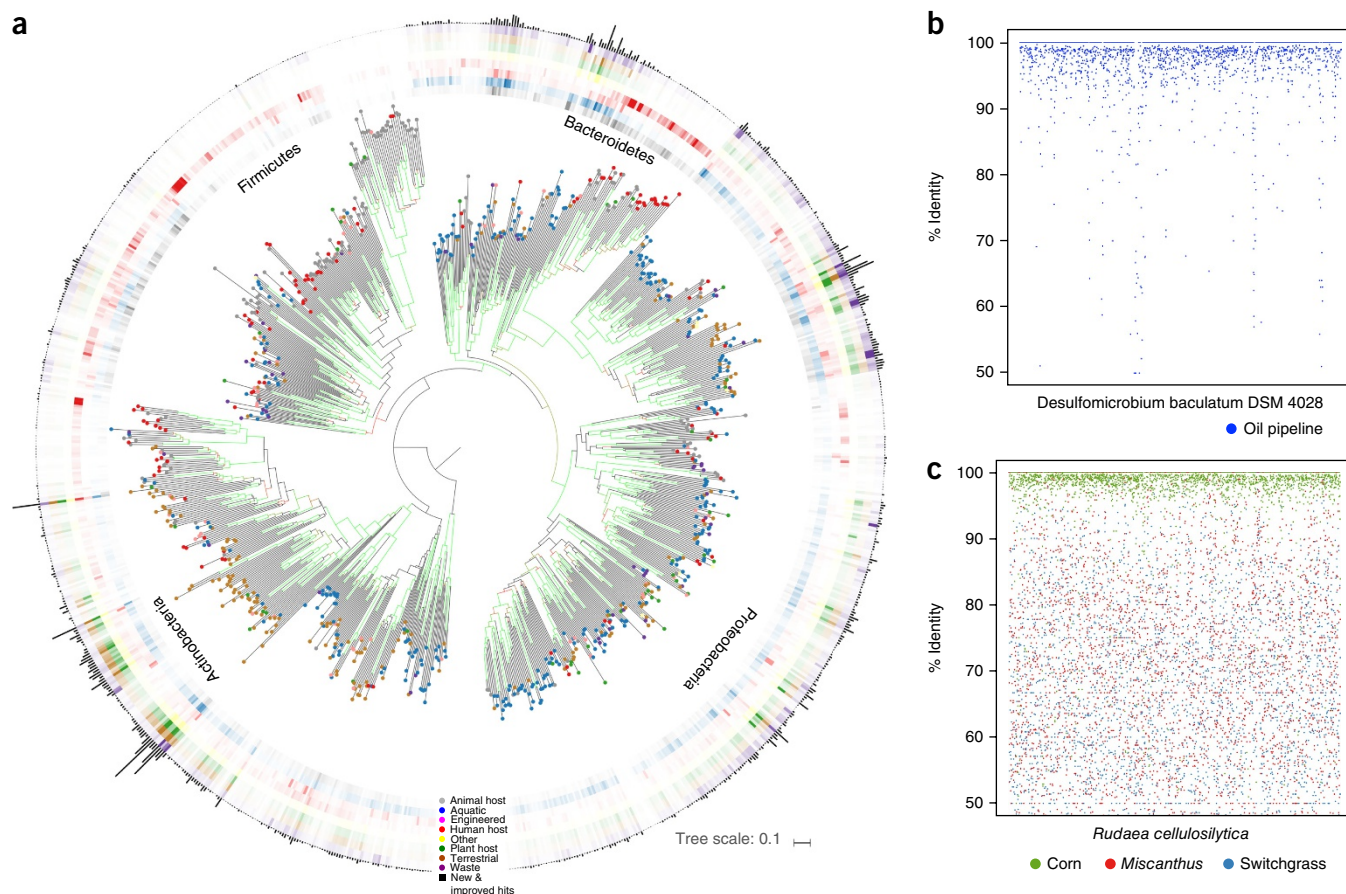 a
Firmicutes
Bacteroidetes
Actinobacteria
Proteobacteria
Animal host
Aquatic
Engineered
Human host
Other
Plant host
Terrestrial
Waste
New &
improved hits
Tree scale: 0.1
b
100
90
80
70
60
50
% Identity
Desulfomicrobium baculatum DSM 4028
Oil pipeline
c
100
90
80
70
60
50
% Identity
Rudaea cellulosilytica
Corn Miscanthus Switchgrass